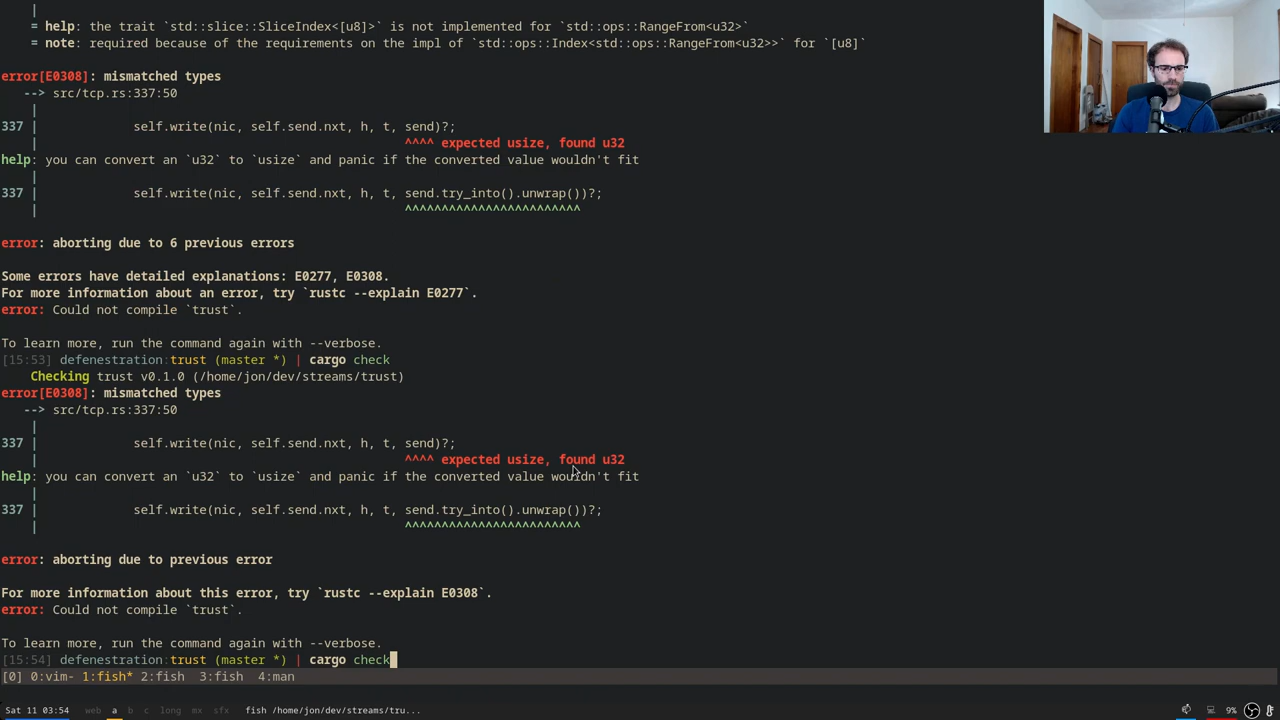 |
= help: the trait `std::slice::SliceIndex<[u8]>` is not implemented for `std::ops::RangeFrom<u32>`
= note: required because of the requirements on the impl of `std::ops::Index<std::ops::RangeFrom<u32>>` for `[u8]`
error[E0308]: mismatched types
--> src/tcp.rs:337:50
|
337 | self.write(nic, self.send.nxt, h, t, send)?;
| ^^^^ expected usize, found u32
help: you can convert an `u32` to `usize` and panic if the converted value wouldn't fit
|
337 | self.write(nic, self.send.nxt, h, t, send.try_into().unwrap())?;
| ^^^^^^^^^^^^^^^^^^^^^^^^
error: aborting due to 6 previous errors
Some errors have detailed explanations: E0277, E0308.
For more information about an error, try `rustc --explain E0277`.
error: Could not compile `trust`.
To learn more, run the command again with --verbose.
[15:53] defenestration:trust (master *) | cargo check
Checking trust v0.1.0 (/home/jon/dev/streams/trust)
error[E0308]: mismatched types
--> src/tcp.rs:337:50
|
337 | self.write(nic, self.send.nxt, h, t, send)?;
| ^^^^ expected usize, found u32
help: you can convert an `u32` to `usize` and panic if the converted value wouldn't fit
|
337 | self.write(nic, self.send.nxt, h, t, send.try_into().unwrap())?;
| ^^^^^^^^^^^^^^^^^^^^^^^^
error: aborting due to previous error
For more information about this error, try `rustc --explain E0308`.
error: Could not compile `trust`.
To learn more, run the command again with --verbose.
[15:54] defenestration:trust (master *) | cargo check
[0] 0:vim- 1:fish* 2:fish 3:fish 4:man
Sat 11 03:54 web a b c long mx sfx fish /home/jon/dev/streams/tru... 9%